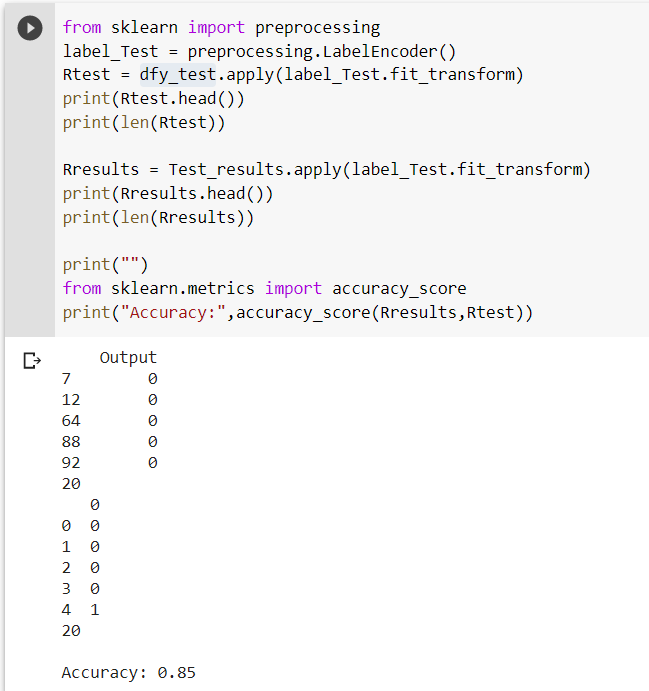 from sklearn import preprocessing
label_Test = preprocessing.LabelEncoder()
Rtest = dfy_test.apply(label_Test.fit_transform)
print(Rtest.head())
print(len(Rtest))

Rresults = Test_results.apply(label_Test.fit_transform)
print(Rresults.head())
print(len(Rresults))

print("")
from sklearn.metrics import accuracy_score
print("Accuracy:",accuracy_score(Rresults,Rtest))
    Output
7        0
12       0
64       0
88       0
92       0
20
   0
0  0
1  0
2  0
3  0
4  1
20

Accuracy: 0.85